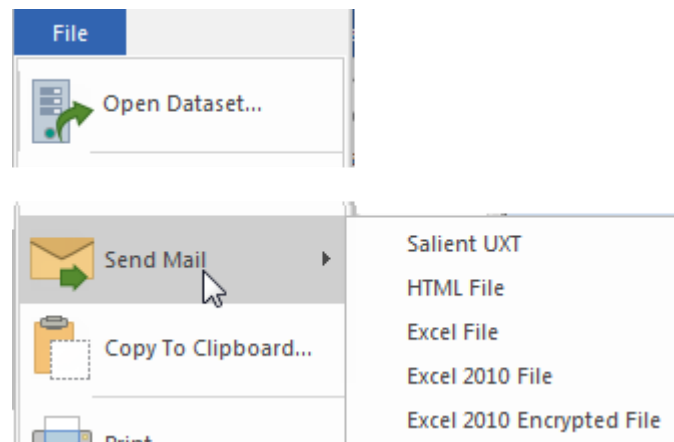 File
Open Dataset...
Send Mail
Salient UXT
HTML File
Copy To Clipboard...
Excel File
Excel 2010 File
Excel 2010 Encrypted File
Print